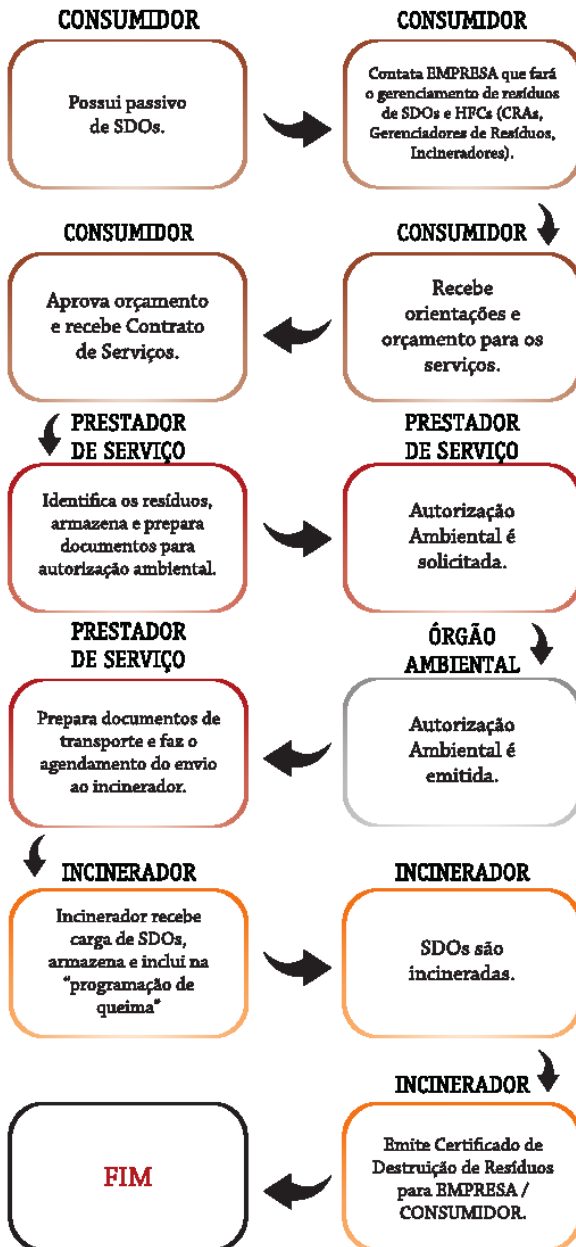 CONSUMIDOR
Possui passivo
de SDOs.
CONSUMIDOR
Contata EMPRESA que fará
o gerenciamento de resíduos
de SDOs e HFCs (CRAs,
Gerenciadores de Resíduos,
Incineradores).
CONSUMIDOR
Recebe
orientações e
orçamento para os
serviços.
CONSUMIDOR
Aprova orçamento
e recebe Contrato
de Serviços.
PRESTADOR
DE SERVIÇO
Identifica os resíduos,
armazena e prepara
documentos para
autorização ambiental.
PRESTADOR
DE SERVIÇO
Autorização
Ambiental é
solicitada.
ÓRGÃO
AMBIENTAL
Autorização
Ambiental é
emitida.
PRESTADOR
DE SERVIÇO
Prepara documentos de
transporte e faz o
agendamento do envio
ao incinerador.
INCINERADOR
Incinerador recebe
carga de SDOs,
armazena e inclui na
“programação de
queima”
INCINERADOR
SDOs são
incineradas.
INCINERADOR
Emite Certificado de
Destruição de Resíduos
para EMPRESA /
CONSUMIDOR.
FIM